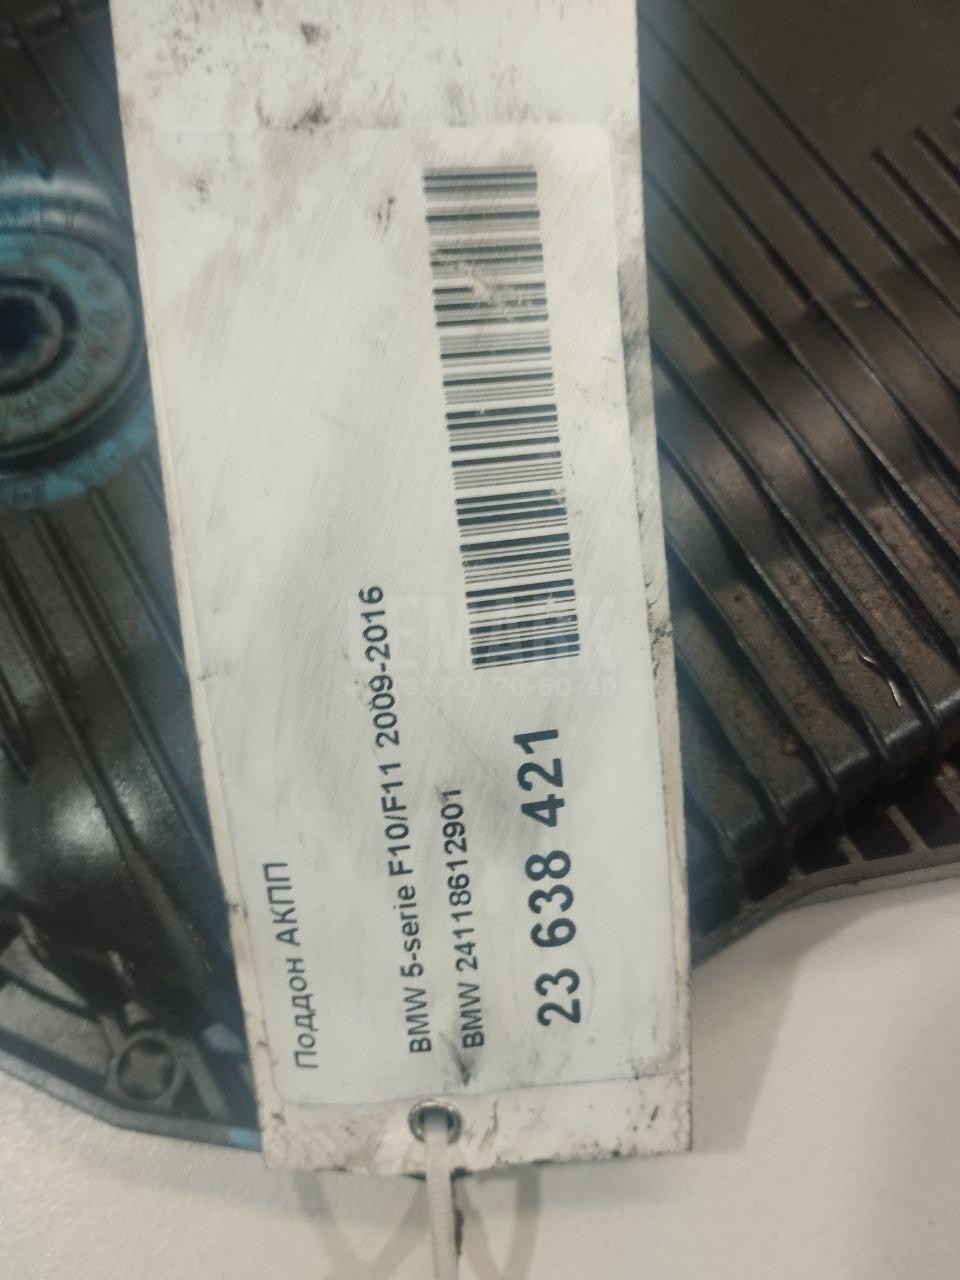 Поддон АКПП
BMW 5-serie F10/F11 2009-2016
BMW 24118612901
23 638 421